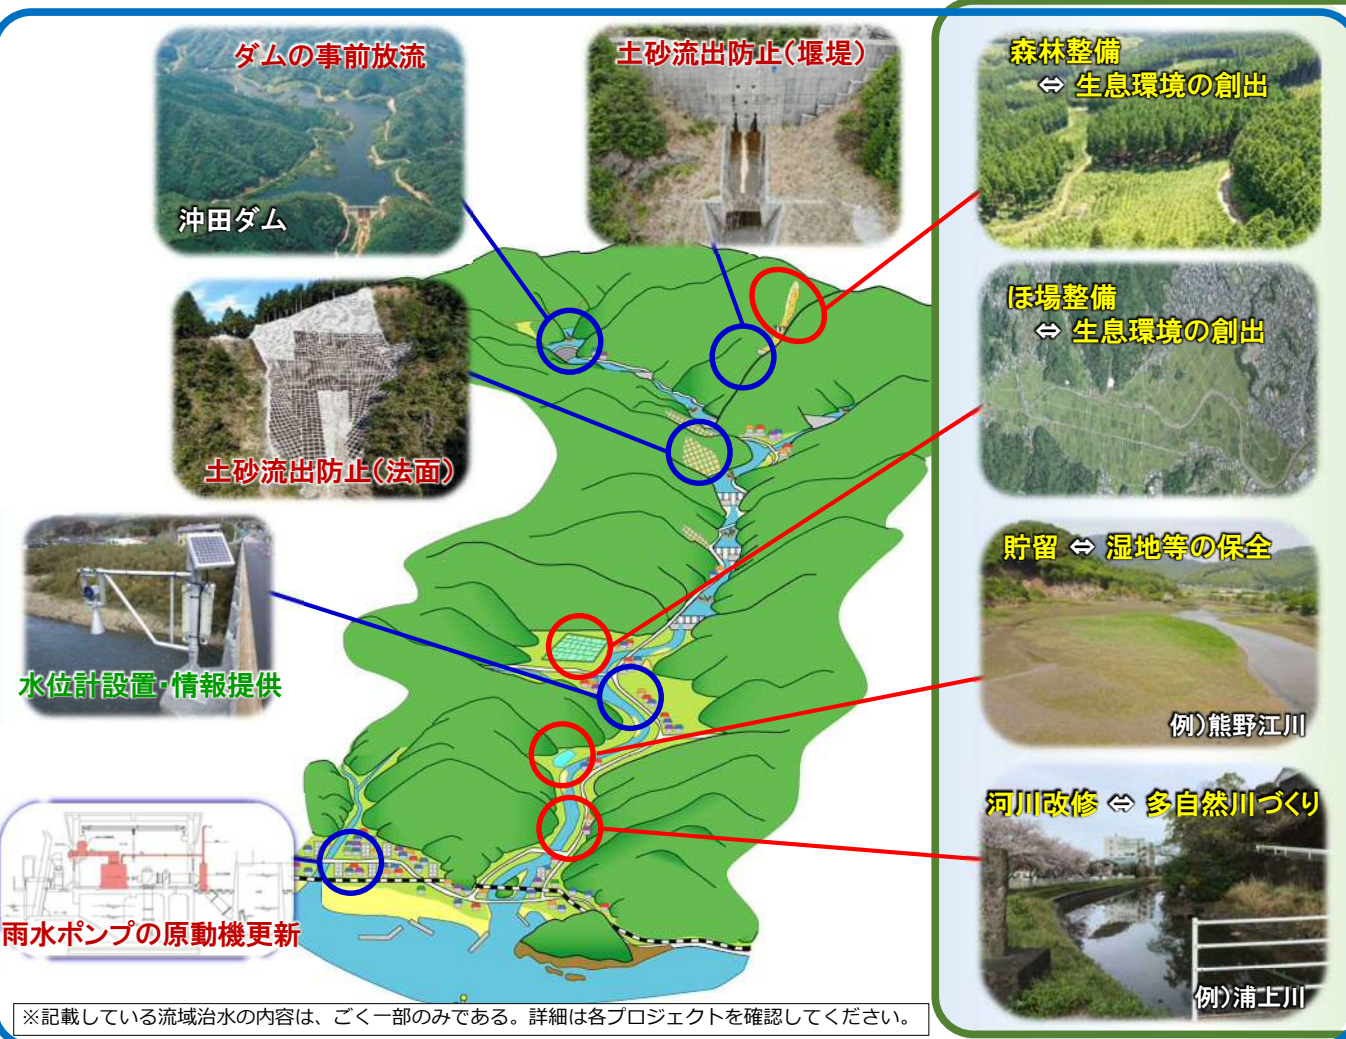 ダムの事前放流
沖田ダム
土砂流出防止(堰堤)
土砂流出防止(法面)
水位計設置・情報提供
雨水ポンプの原動機更新
森林整備
⇔ 生息環境の創出
ほ場整備
⇔ 生息環境の創出
貯留 ⇔ 湿地等の保全
例)熊野江川
河川改修 ⇔ 多自然川づくり
例)浦上川
※記載している流域治水の内容は、ごく一部のみである。詳細は各プロジェクトを確認してください。